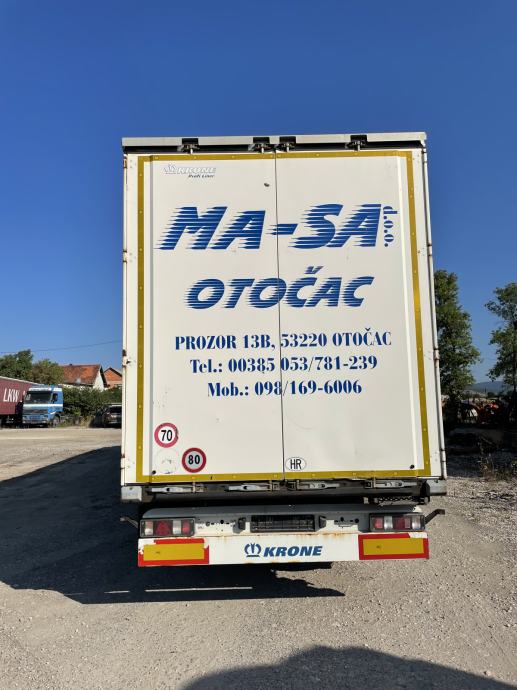 KRONE
Profi Liner
MA-SA d.o.o.
OTOČAC
PROZOR 13B, 53220 OTOČAC
Tel.: 00385 053/781-239
Mob.: 098/169-6006
70
80
HR
KRONE
LKW